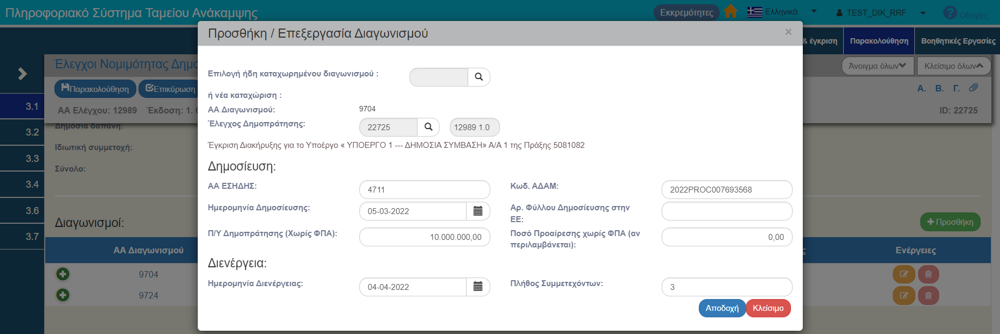 Πληροφοριακό Σύστημα Ταμείου Ανάκαμψης
Εκκρεμότητες
Ελληνικά
TEST_DIK_RRF
Οδηγίες
Προσθήκη / Επεξεργασία Διαγωνισμού
×
& έγκριση
Παρακολούθηση
Βοηθητικές Εργασίες
Έλεγχοι Νομιμότητας Δημο
Άνοιγμα όλων
Κλείσιμο όλων
Παρακολούθηση
Επικύρωση
Α. Β. Γ.
ΑΑ Ελέγχου: 12989 Έκδοση: 1.
ID: 22725
3.1
3.2
3.3
3.4
3.6
3.7
Δημόσια δαπάνη:
Ιδιωτική συμμετοχή:
Σύνολο:
Διαγωνισμοί:
Προσθήκη
ΑΑ Διαγωνισμού
Ενέργειες
9704
9724
Επιλογή ήδη καταχωρημένου διαγωνισμού :
ή νέα καταχώριση :
ΑΑ Διαγωνισμού: 9704
Έλεγχος Δημοπράτησης: 22725 12989 1.0
Έγκριση Διακήρυξης για το Υποέργο « ΥΠΟΕΡΓΟ 1 --- ΔΗΜΟΣΙΑ ΣΥΜΒΑΣΗ» Α/Α 1 της Πράξης 5081082
Δημοσίευση:
ΑΑ ΕΣΗΔΗΣ: 4711 Κωδ. ΑΔΑΜ: 2022PROC007693568
Ημερομηνία Δημοσίευσης: 05-03-2022 Αρ. Φύλλου Δημοσίευσης στην
ΕΕ:
Π/Υ Δημοπράτησης (Χωρίς ΦΠΑ): 10.000.000,00 Ποσό Προαίρεσης χωρίς ΦΠΑ (αν 0,00
περιλαμβάνεται):
Διενέργεια:
Ημερομηνία Διενέργειας: 04-04-2022 Πλήθος Συμμετεχόντων: 3
Αποδοχή Κλείσιμο